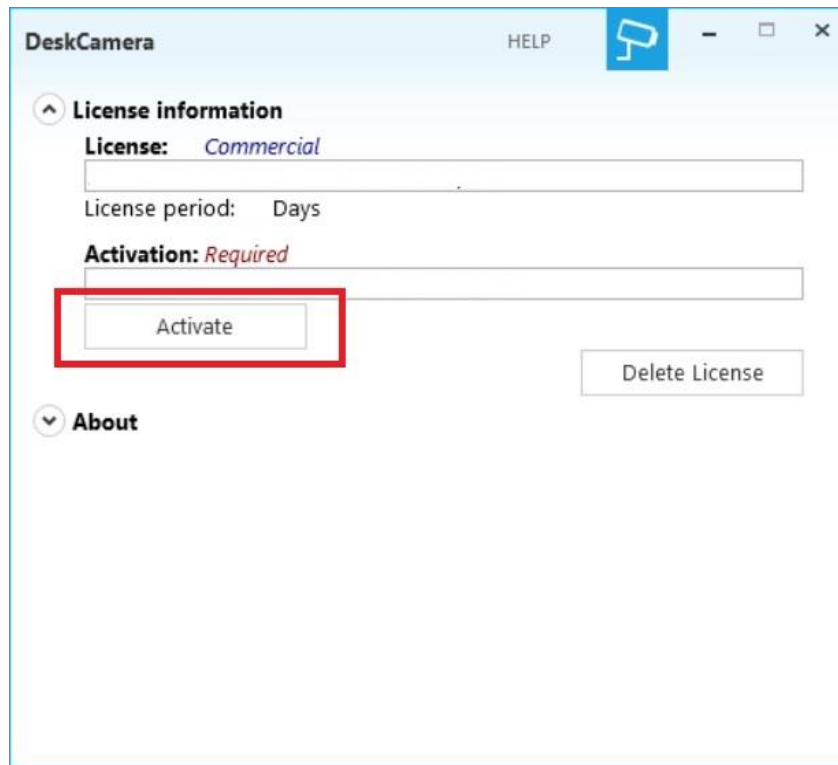 DeskCamera HELP
License information
License: Commercial
License period: Days
Activation: Required
Activate
Delete License
About